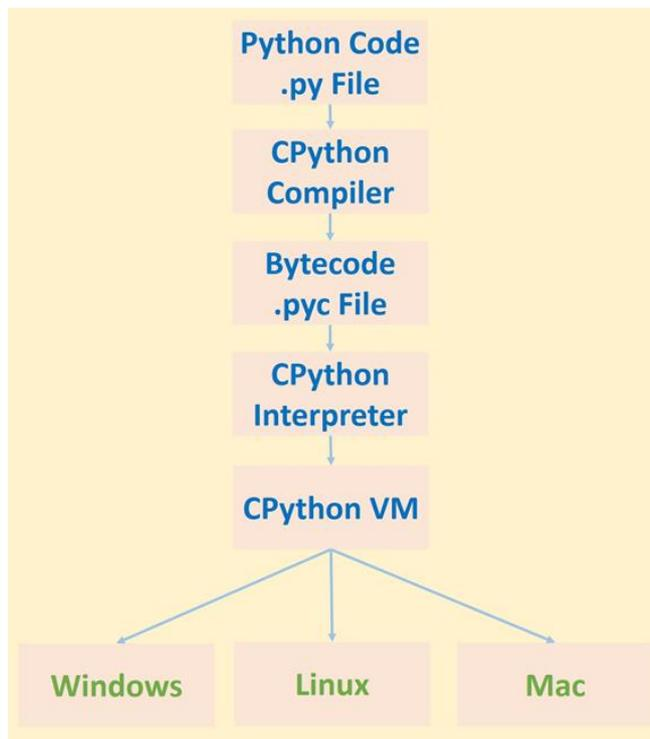 Python Code
.py File
CPython
Compiler
Bytecode
.pyc File
CPython
Interpreter
CPython VM
Windows
Linux
Mac